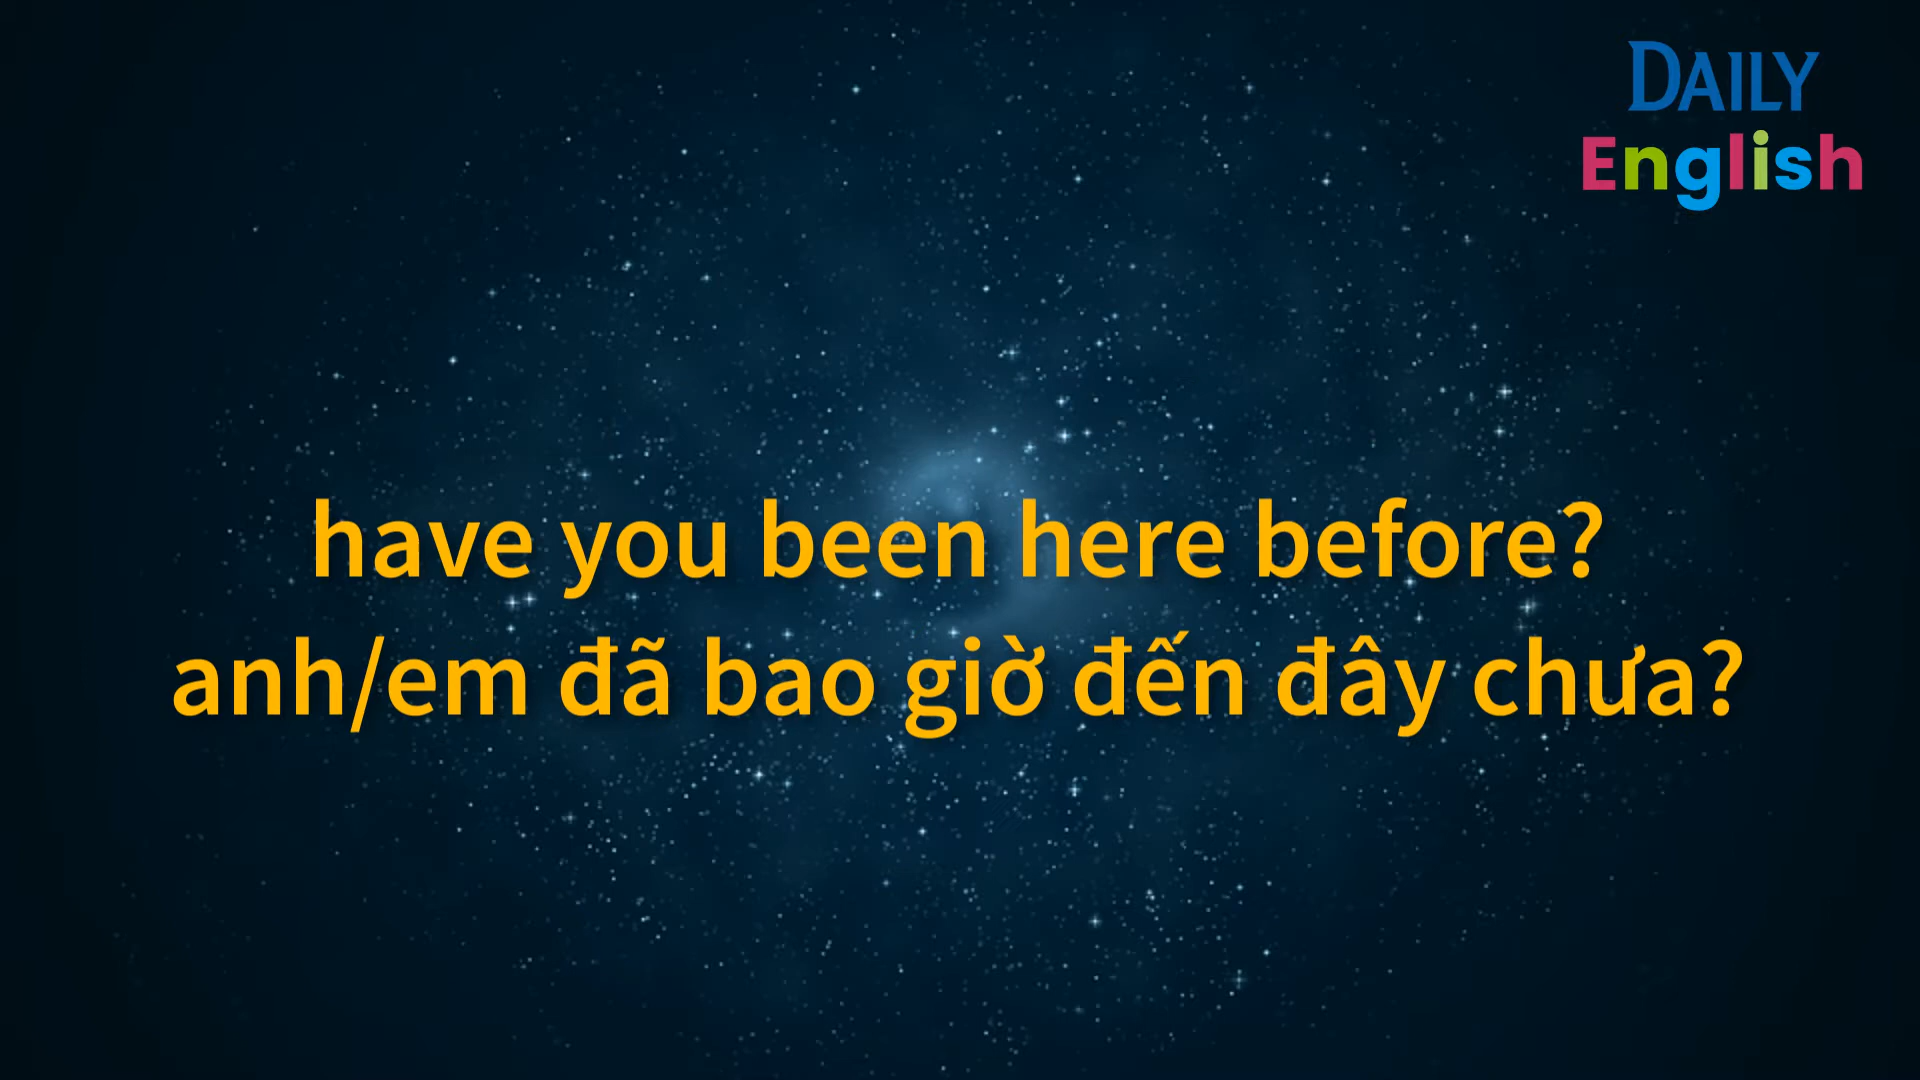 DAILY
English
have you been here before?
anh/em đã bao giờ đến đây chưa?